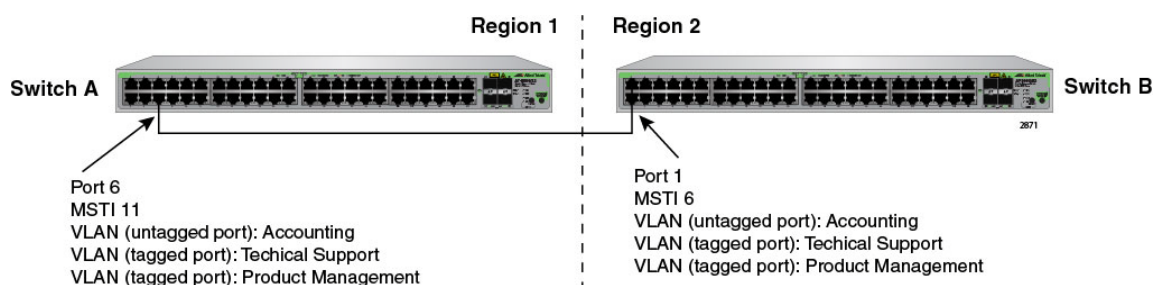 Region 1
Region 2
Switch A
Switch B
2871
Port 6
MSTI 11
VLAN (untagged port): Accounting
VLAN (tagged port): Techical Support
VLAN (tagged port): Product Management
Port 1
MSTI 6
VLAN (untagged port): Accounting
VLAN (tagged port): Techical Support
VLAN (tagged port): Product Management